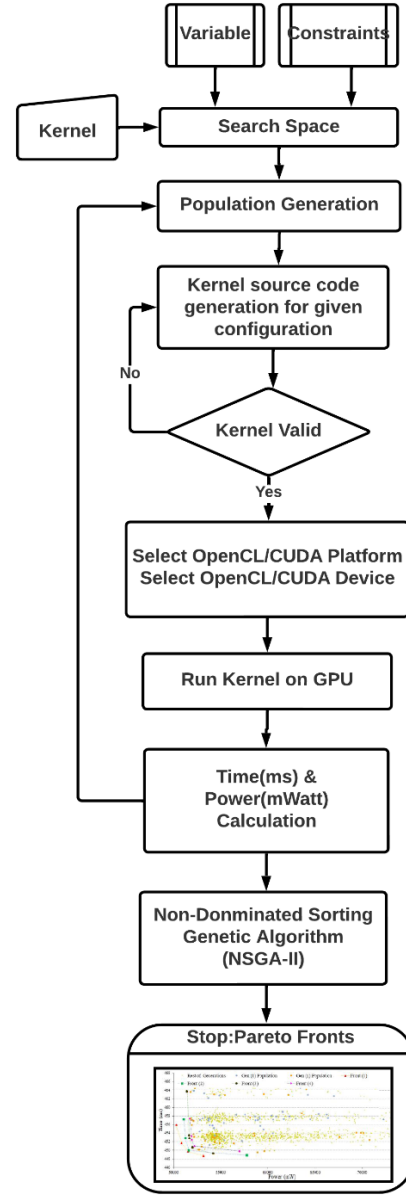 Variable
Constraints
Kernel
Search Space
Population Generation
Kernel source code
generation for given
configuration
No
Kernel Valid
Yes
Select OpenCL/CUDA Platform
Select OpenCL/CUDA Device
Run Kernel on GPU
Time(ms) &
Power(mWatt)
Calculation
Non-Donminated Sorting
Genetic Algorithm
(NSGA-II)
Stop:Pareto Fronts